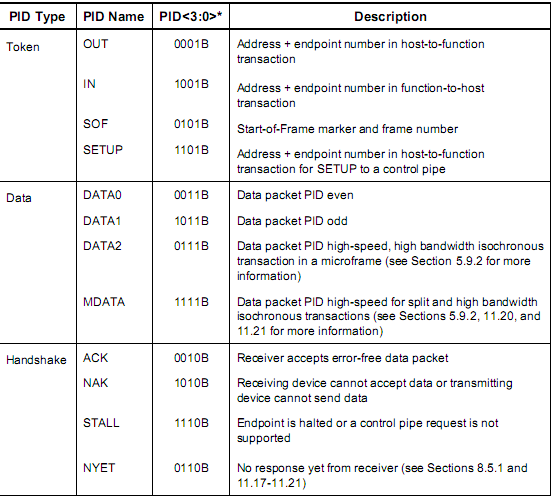 PID Type PID Name PID<3:0>* Description
Token OUT 0001B Address + endpoint number in host-to-function
transaction
IN 1001B Address + endpoint number in function-to-host
transaction
SOF 0101B Start-of-Frame marker and frame number
SETUP 1101B Address + endpoint number in host-to-function
transaction for SETUP to a control pipe
Data DATA0 0011B Data packet PID even
DATA1 1011B Data packet PID odd
DATA2 0111B Data packet PID high-speed, high bandwidth isochronous
transaction in a microframe (see Section 5.9.2 for more
information)
MDATA 1111B Data packet PID high-speed for split and high bandwidth
isochronous transactions (see Sections 5.9.2, 11.20, and
11.21 for more information)
Handshake ACK 0010B Receiver accepts error-free data packet
NAK 1010B Receiving device cannot accept data or transmitting
device cannot send data
STALL 1110B Endpoint is halted or a control pipe request is not
supported
NYET 0110B No response yet from receiver (see Sections 8.5.1 and
11.17-11.21)